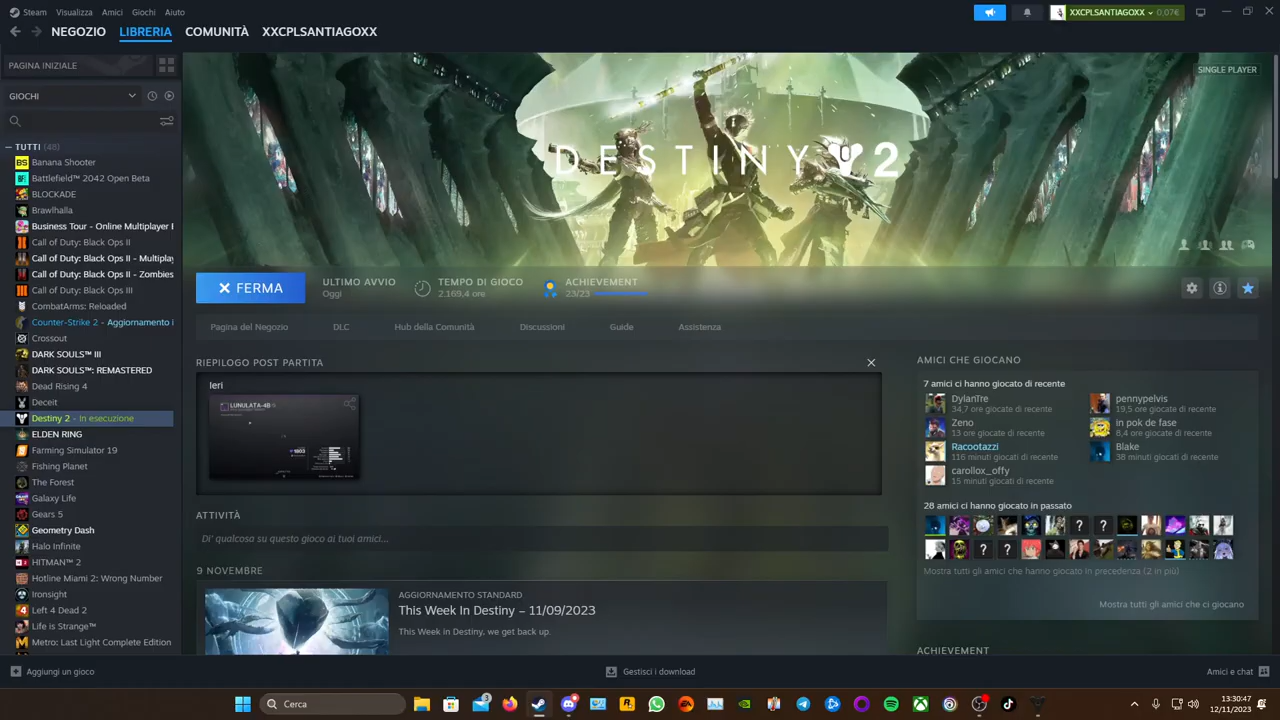 Steam Visualizza Amici Giochi Aiuto
XXCPLSANTIAGOXX 0,07€
NEGOZIO LIBRERIA COMUNITÀ XXCPLSANTIAGOXX
PAGINA INIZIALE
SINGLE PLAYER
GIOCHI
TUTTI (48)
Banana Shooter
Battlefield™ 2042 Open Beta
BLOCKADE
Brawlhalla
Business Tour - Online Multiplayer
Call of Duty: Black Ops II
Call of Duty: Black Ops II - Multipla
Call of Duty: Black Ops II - Zombies
Call of Duty: Black Ops III
CombatArms: Reloaded
Counter-Strike 2 - Aggiornamento
Crossout
DARK SOULS™ III
DARK SOULS™: REMASTERED
Dead Rising 4
Deceit
Destiny 2 - In esecuzione
ELDEN RING
Farming Simulator 19
Fishing Planet
The Forest
Galaxy Life
Gears 5
Geometry Dash
Halo Infinite
HITMAN™ 2
Hotline Miami 2: Wrong Number
Ironsight
Left 4 Dead 2
Life is Strange™
Metro: Last Light Complete Edition
DESTINY 2
FERMA
ULTIMO AVVIO
Oggi
TEMPO DI GIOCO
2.169,4 ore
ACHIEVEMENT
23/23
Pagina del Negozio DLC Hub della Comunità Discussioni Guide Assistenza
RIEPILOGO POST PARTITA
Ieri
LUNULATA-4B
ATTIVITÀ
Di' qualcosa su questo gioco ai tuoi amici...
9 NOVEMBRE
AGGIORNAMENTO STANDARD
This Week In Destiny – 11/09/2023
This Week in Destiny, we get back up.
AMICI CHE GIOCANO
7 amici ci hanno giocato di recente
DylanTre
34,7 ore giocate di recente
pennypelvis
19,5 ore giocate di recente
Zeno
13 ore giocate di recente
in pok de fase
8,4 ore giocate di recente
Racootazzi
116 minuti giocati di recente
Blake
38 minuti giocati di recente
carollox_offy
15 minuti giocati di recente
28 amici ci hanno giocato in passato
Mostra tutti gli amici che ci hanno giocato in precedenza (2 in più)
Mostra tutti gli amici che ci giocano
ACHIEVEMENT
Aggiungi un gioco
Gestisci i download
Amici e chat
Cerca
3
13:30:47
12/11/2023